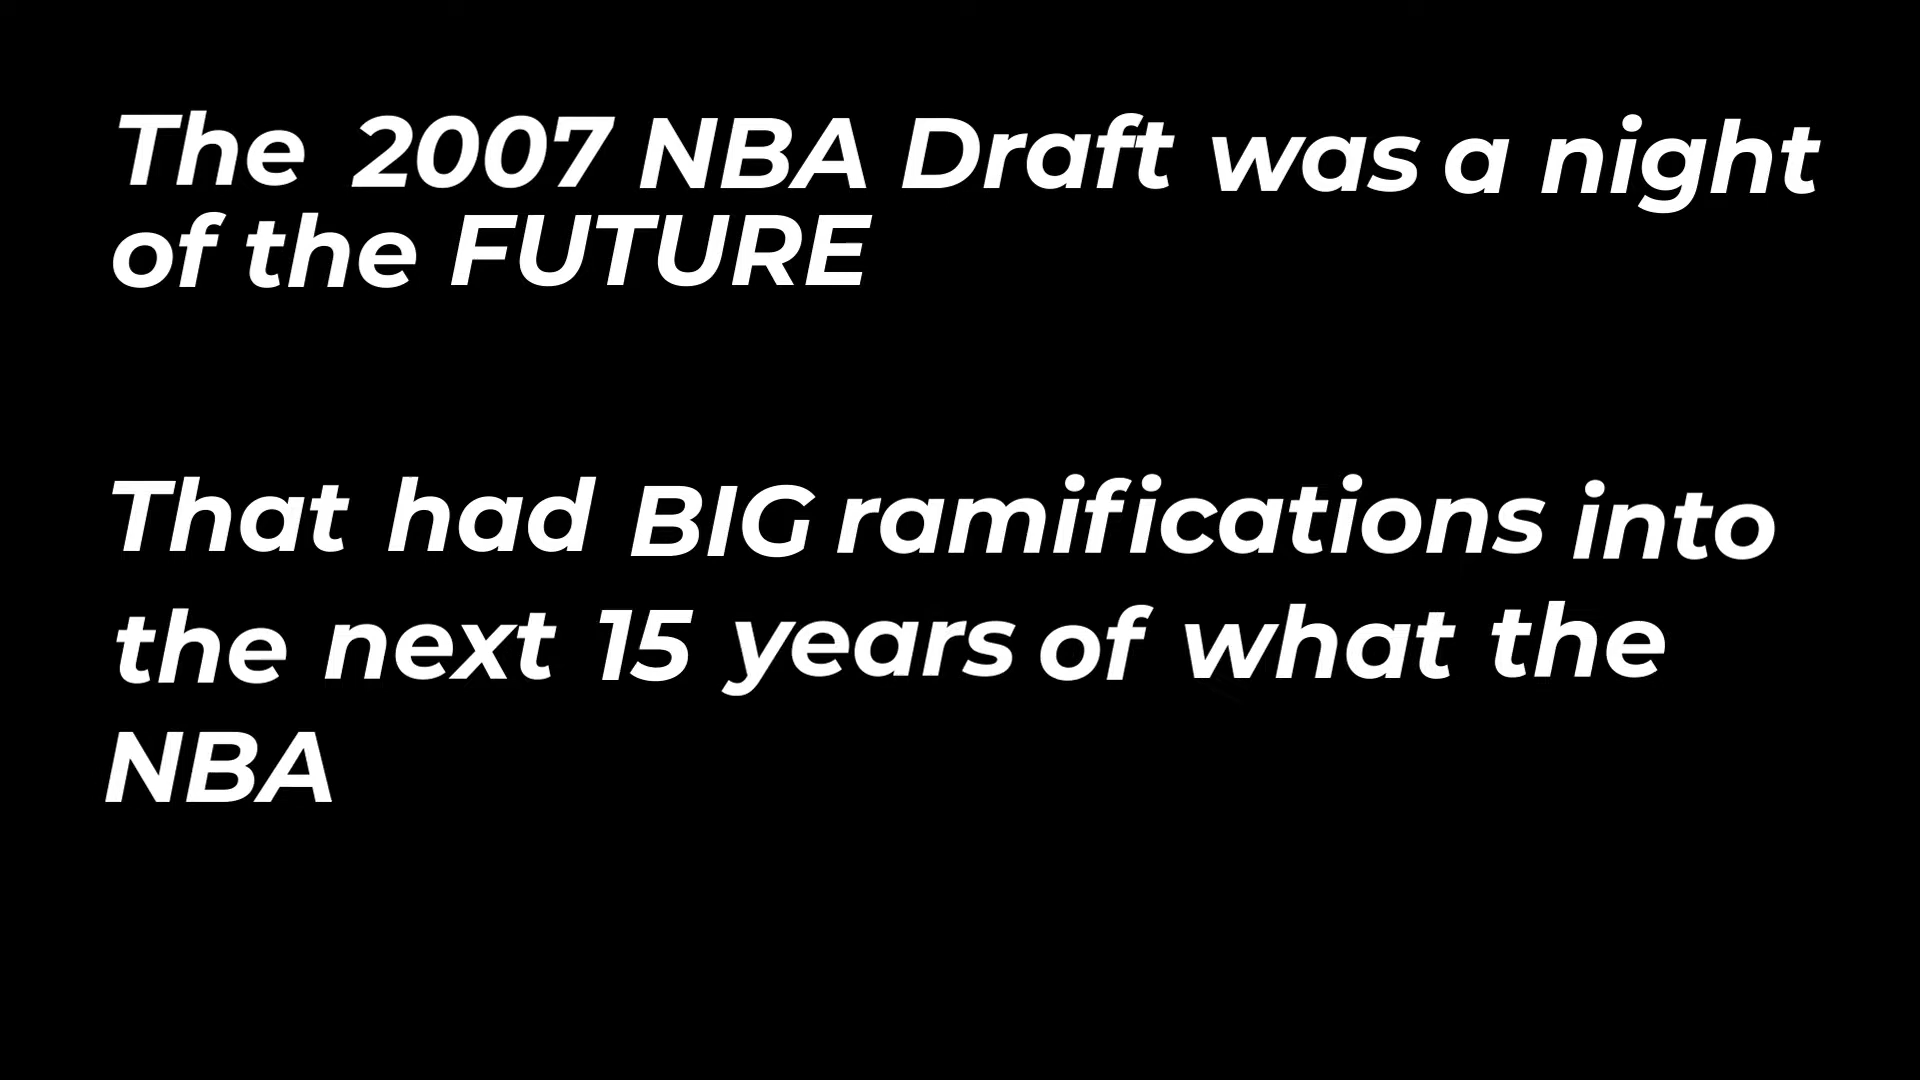 The 2007 NBA Draft was a night
of the FUTURE
That had BIG ramifications into
the next 15 years of what the
NBA